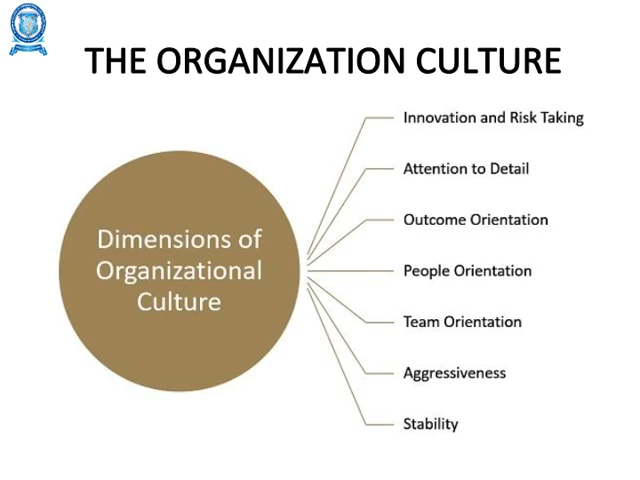 THE ORGANIZATION CULTURE
Dimensions of
Organizational
Culture
Innovation and Risk Taking
Attention to Detail
Outcome Orientation
People Orientation
Team Orientation
Aggressiveness
Stability